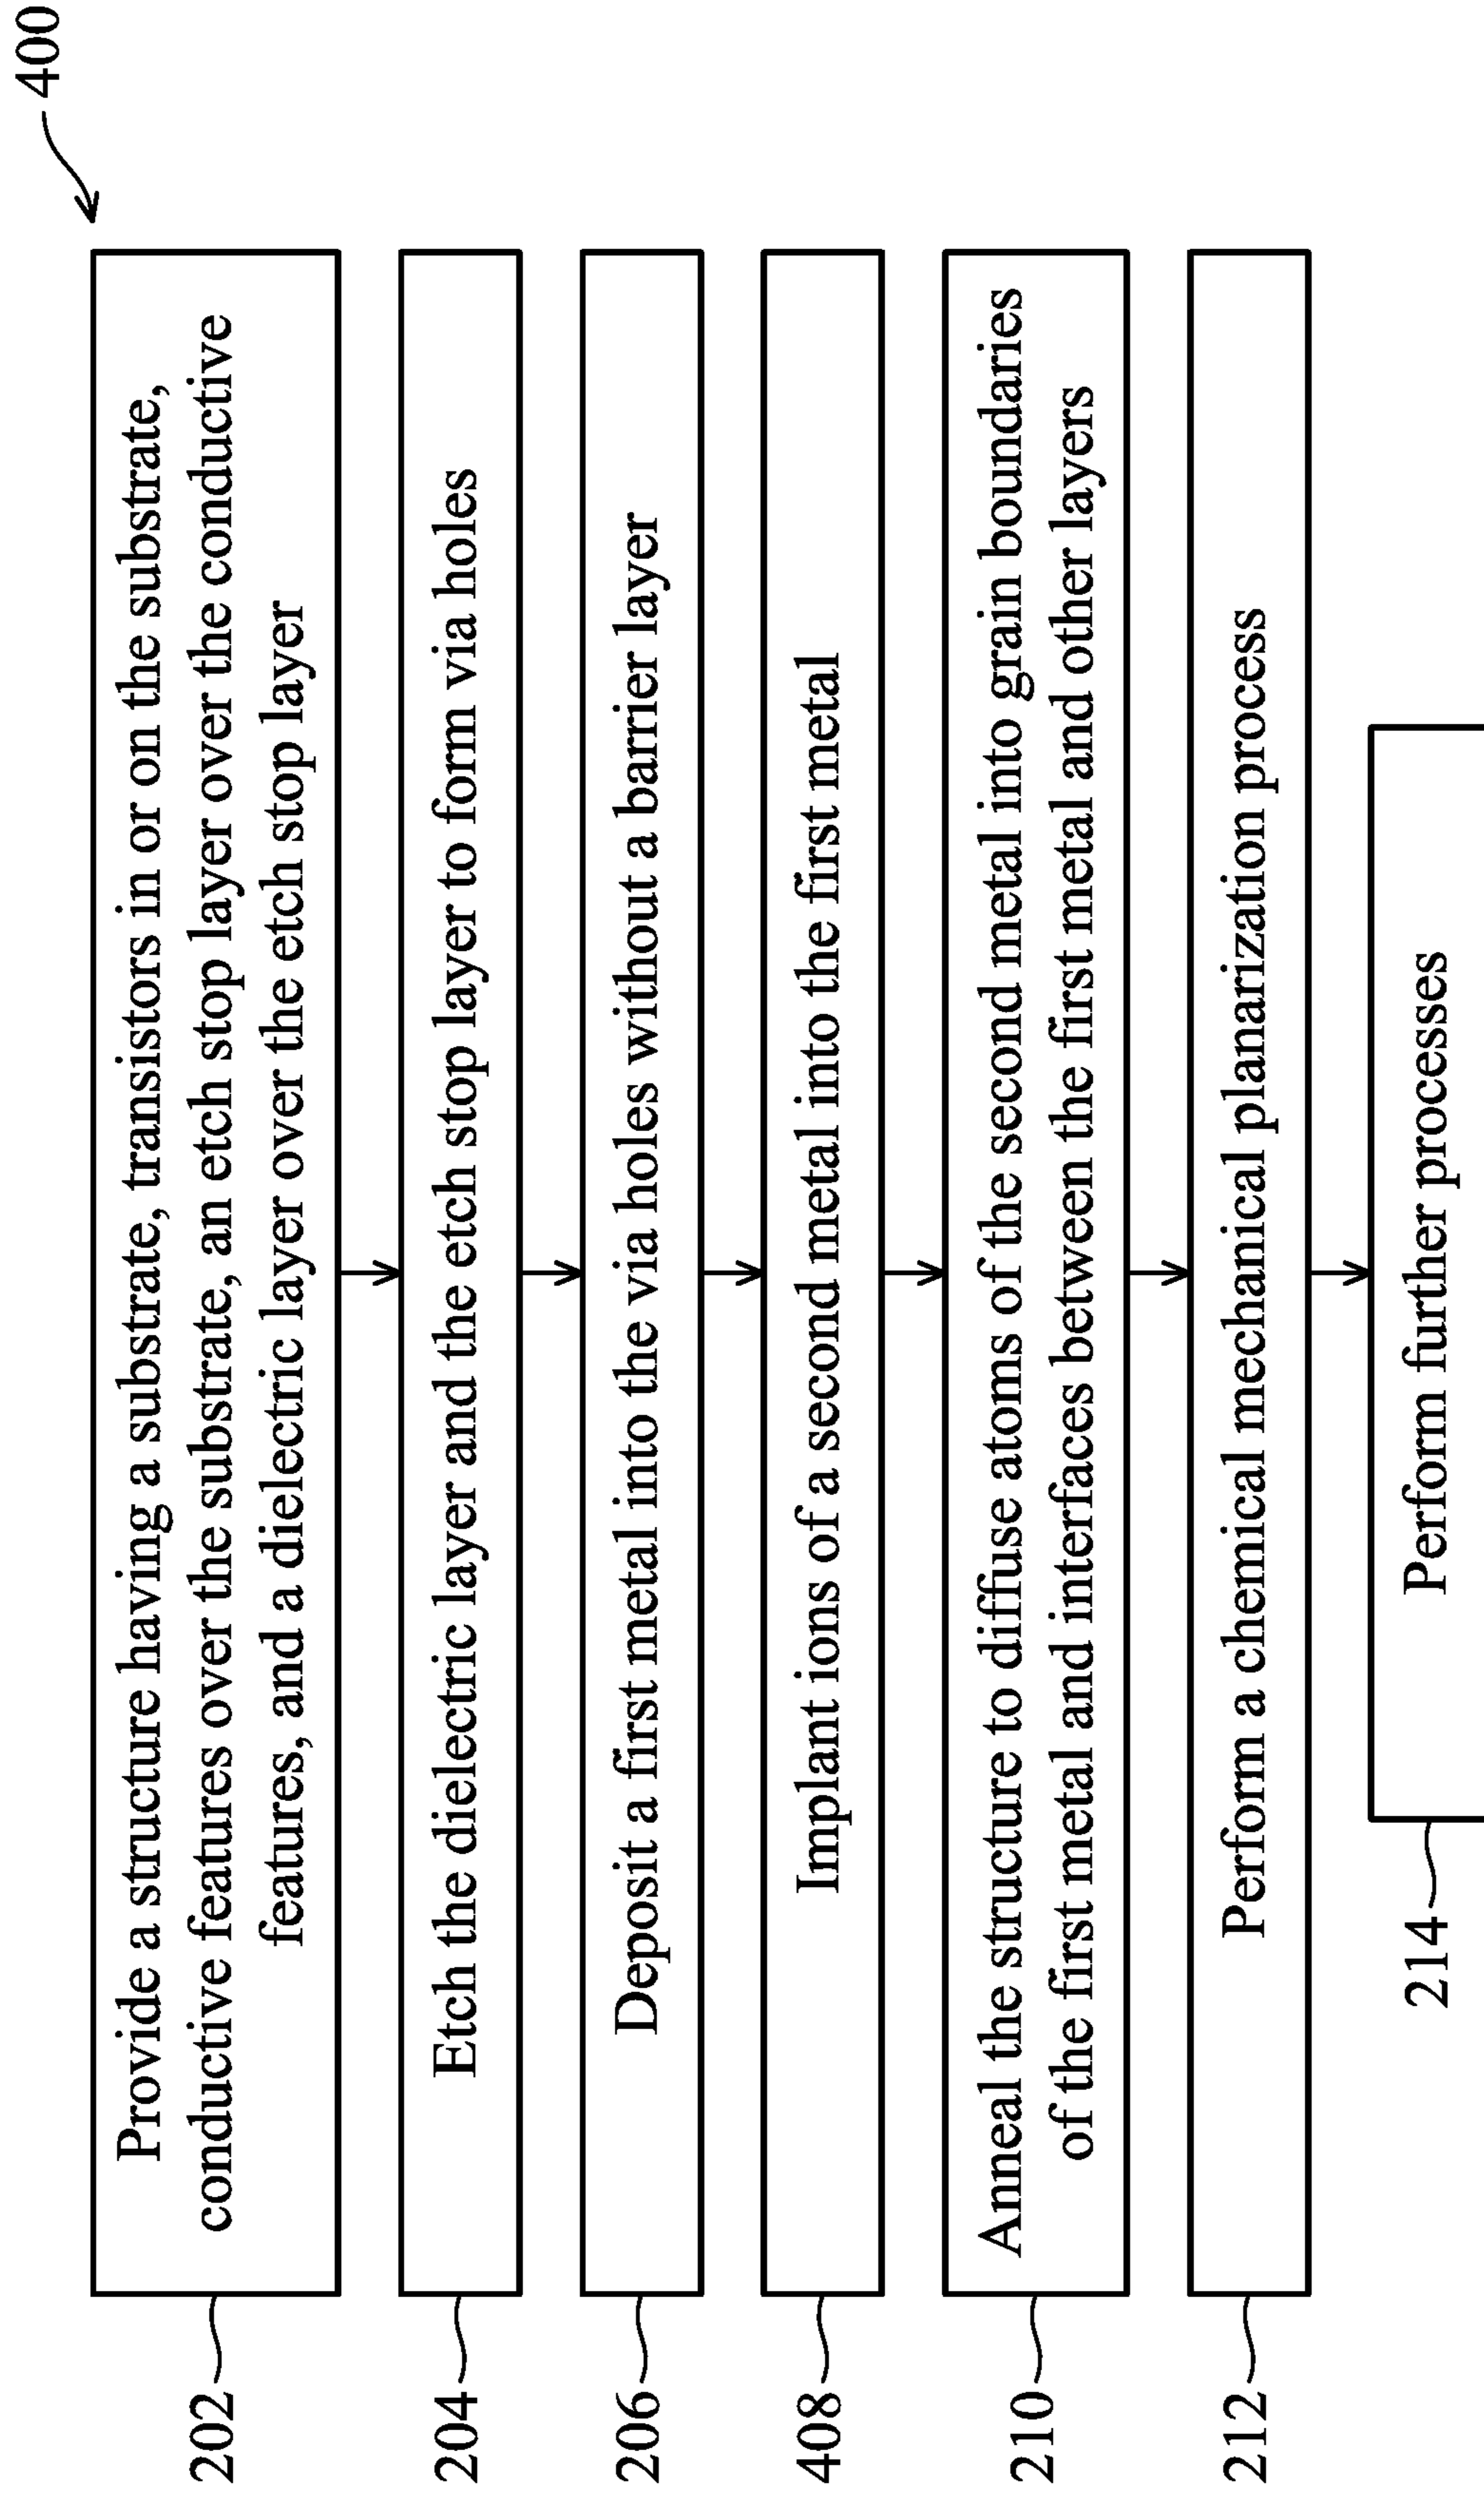 400
202
Provide a structure having a substrate, transistors in or on the substrate,
conductive features over the substrate, an etch stop layer over the conductive
features, and a dielectric layer over the etch stop layer
204
Etch the dielectric layer and the etch stop layer to form via holes
206
Deposit a first metal into the via holes without a barrier layer
408
Implant ions of a second metal into the first metal
210
Anneal the structure to diffuse atoms of the second metal into grain boundaries
of the first metal and interfaces between the first metal and other layers
212
Perform a chemical mechanical planarization process
214
Perform further processes